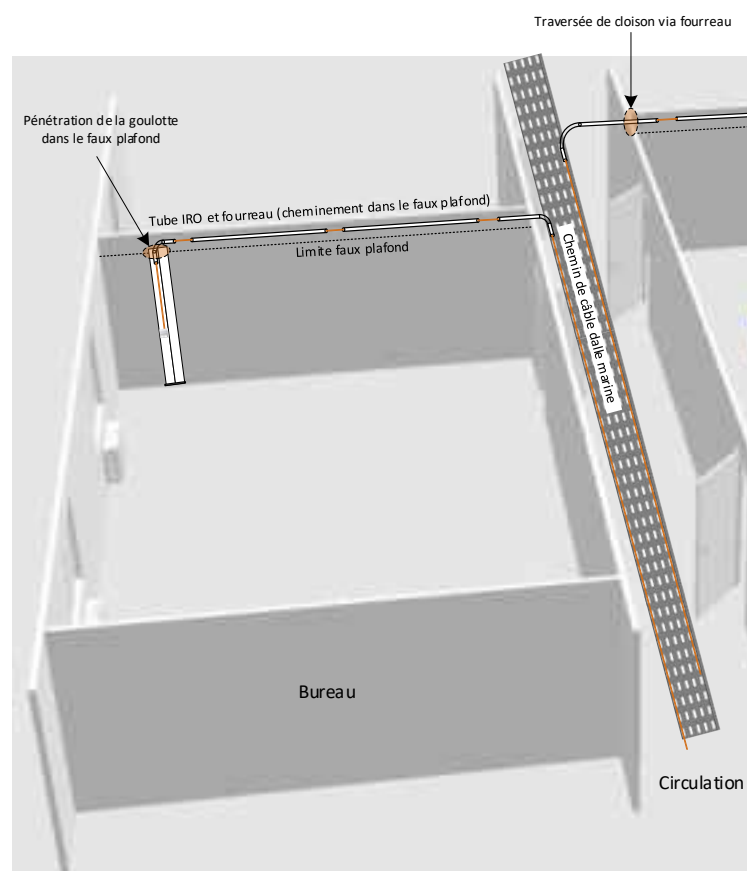 Traversée de cloison via fourreau
Pénétration de la goulotte
dans le faux plafond
Tube IRO et fourreau (cheminement dans le faux plafond)
Limite faux plafond
Chemin de câble dalle marine
Bureau
Circulation